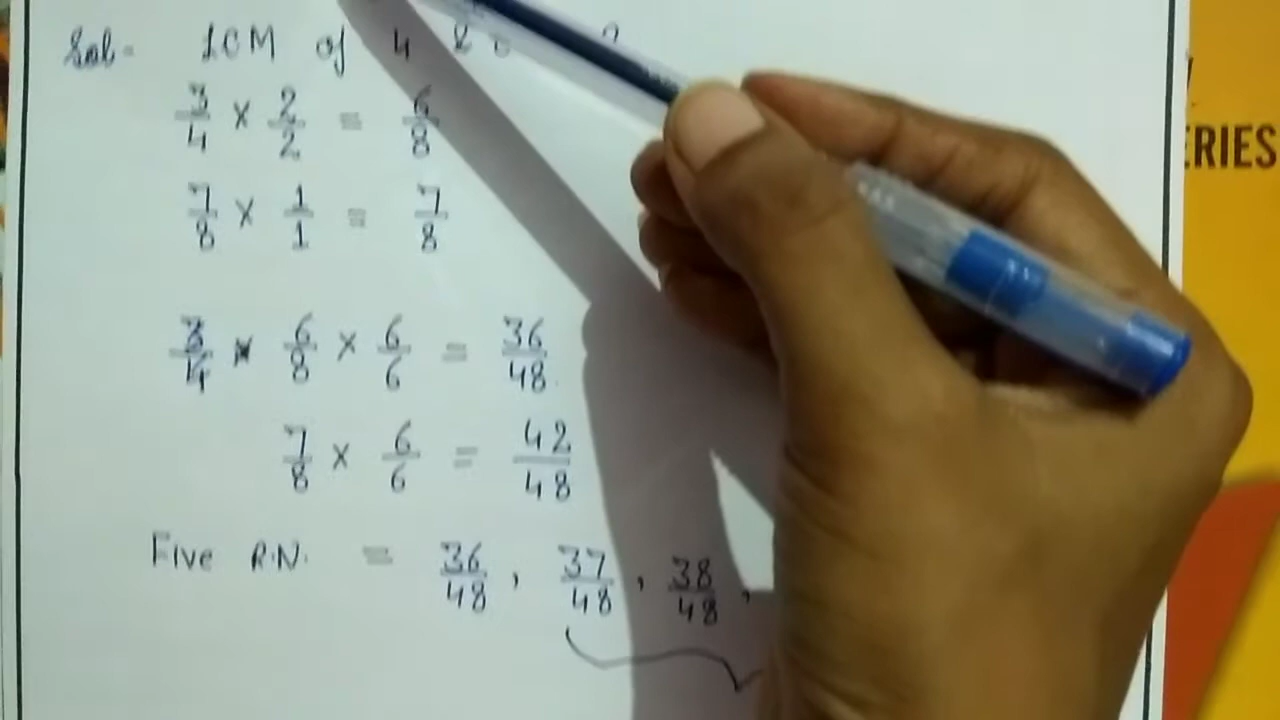 Sol- LCM of 4 8
3/4 × 2/2 = 6/8
7/8 × 1/1 = 7/8
3/4 × 6/8 × 6/6 = 36/48
7/8 × 6/6 = 42/48
Five R.N. = 36/48, 37/48, 38/48,
ERIES